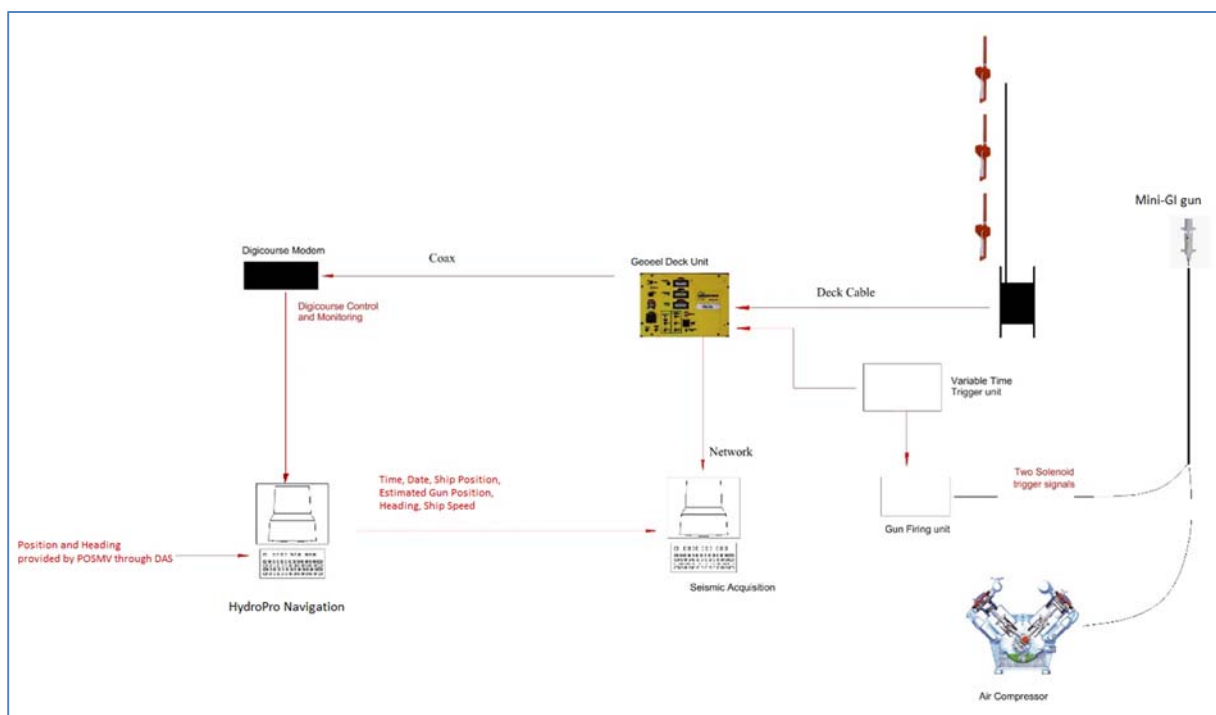 Mini-GI gun
Digicourse Modem
Coax
Geoeel Deck Unit
Deck Cable
Digicourse Control
and Monitoring
Variable Time
Trigger unit
Network
Time, Date, Ship Position,
Estimated Gun Position,
Heading, Ship Speed
Two Solenoid
trigger signals
Gun Firing unit
Position and Heading
provided by POSMV through DAS
Seismic Acquisition
HydroPro Navigation
Air Compressor